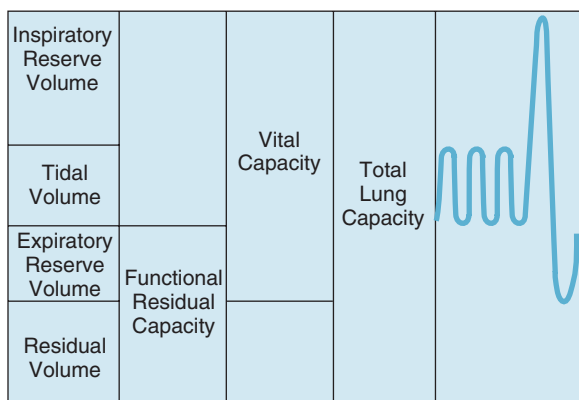 Inspiratory
Reserve
Volume
Tidal
Volume
Expiratory
Reserve
Volume
Residual
Volume
Functional
Residual
Capacity
Vital
Capacity
Total
Lung
Capacity